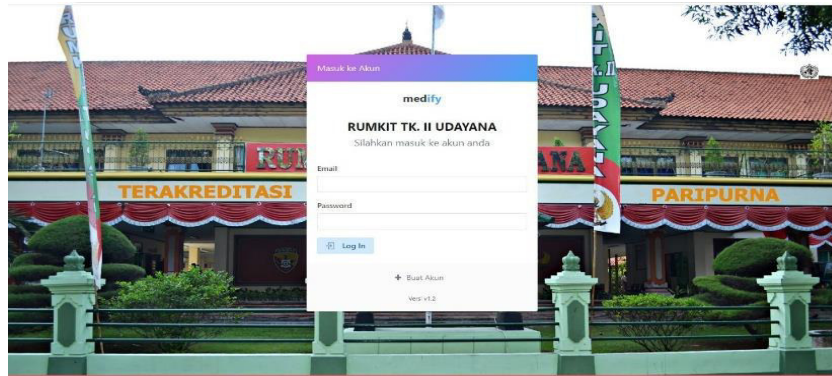 Masuk ke Akun
medify
RUMKIT TK. II UDAYANA
Silahkan masuk ke akun anda
Email
Password
Log In
+ Buat Akun
Versi v1.2
TERAKREDITASI
PARIPURNA